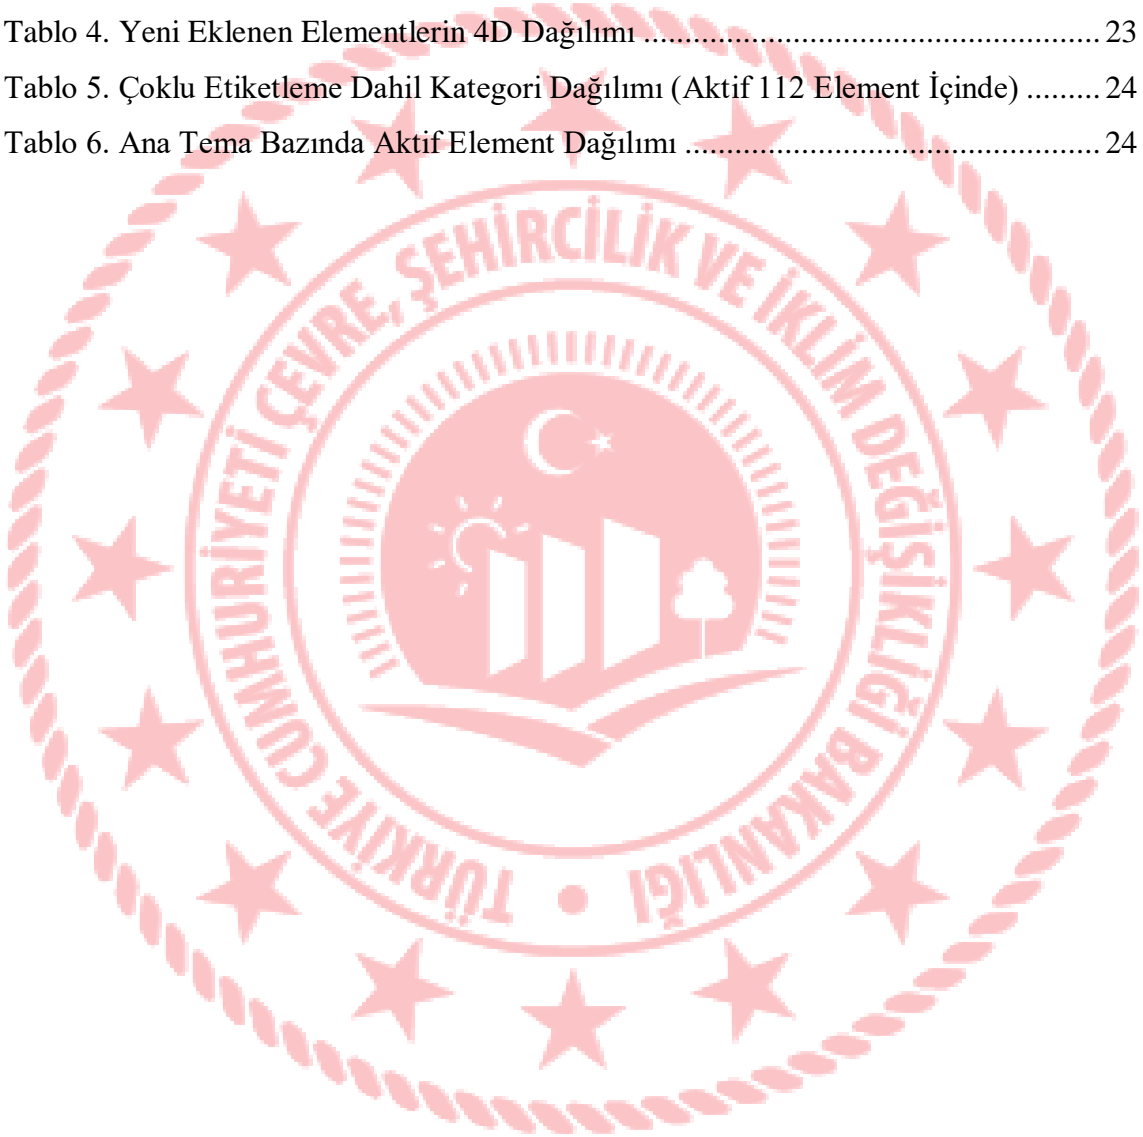 Tablo 4. Yeni Eklenen Elementlerin 4D Dağılımı ........................................................ 23
Tablo 5. Çoklu Etiketleme Dahil Kategori Dağılımı (Aktif 112 Element İçinde) ......... 24
Tablo 6. Ana Tema Bazında Aktif Element Dağılımı .................................................. 24
TÜRKİYE CUMHURİYETİ ÇEVRE, ŞEHİRCİLİK VE İKLİM DEĞİŞİKLİĞİ BAKANLIĞI